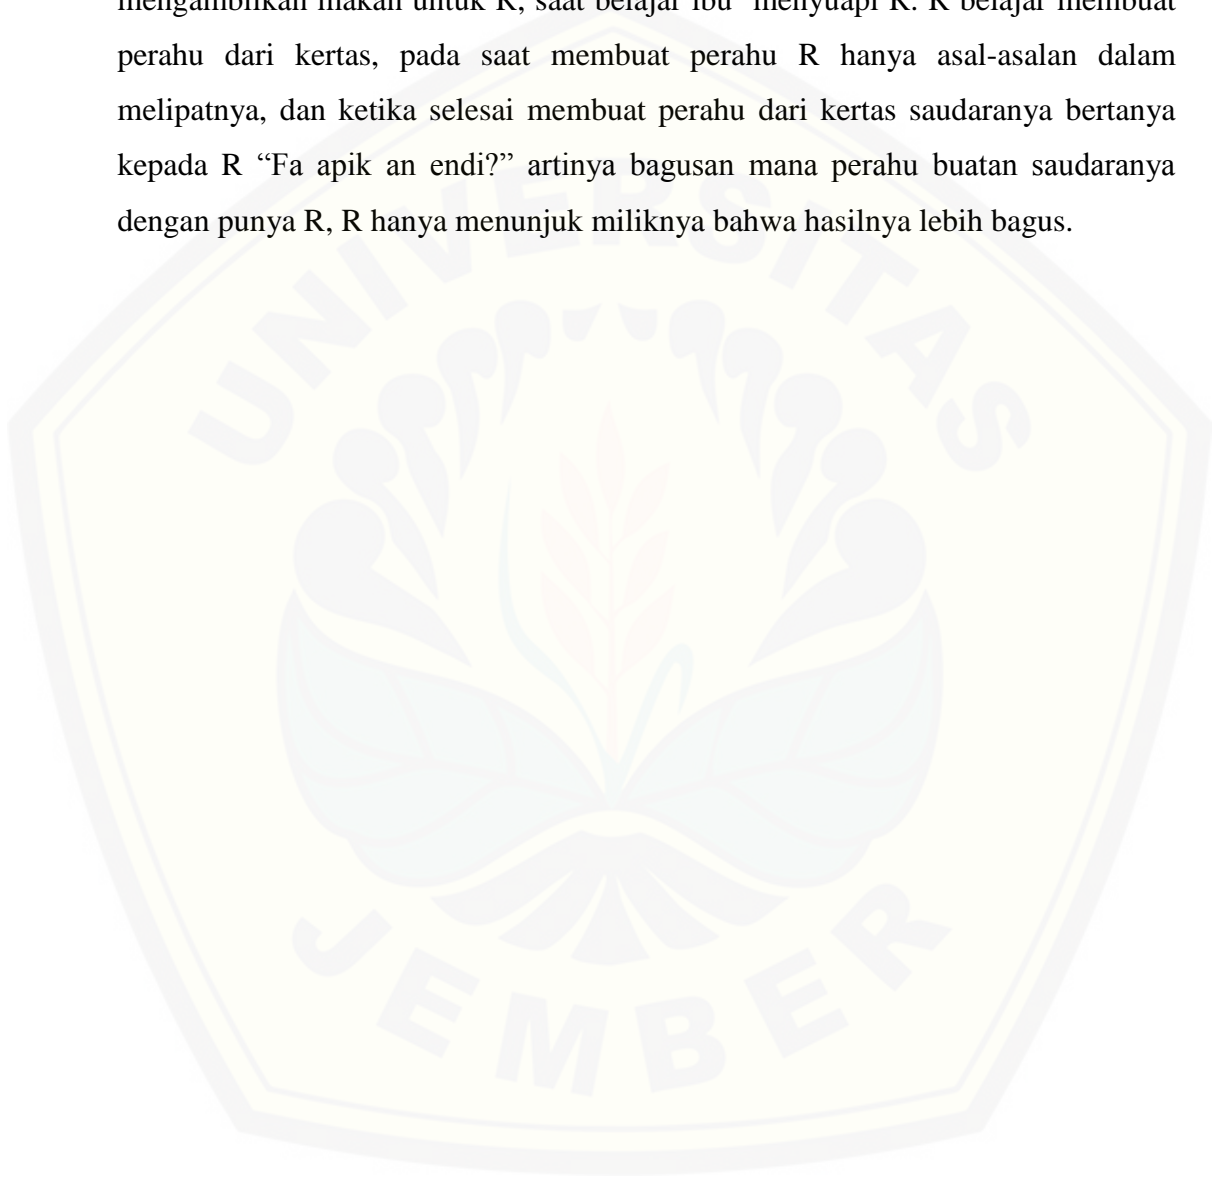 mengambilkan makan untuk R, saat belajar ibu menyuapi R. R belajar membuat
perahu dari kertas, pada saat membuat perahu R hanya asal-asalan dalam
melipatnya, dan ketika selesai membuat perahu dari kertas saudaranya bertanya
kepada R “Fa apik an endi?” artinya bagusan mana perahu buatan saudaranya
dengan punya R, R hanya menunjuk miliknya bahwa hasilnya lebih bagus.
UNIVERSITAS
JEMBER